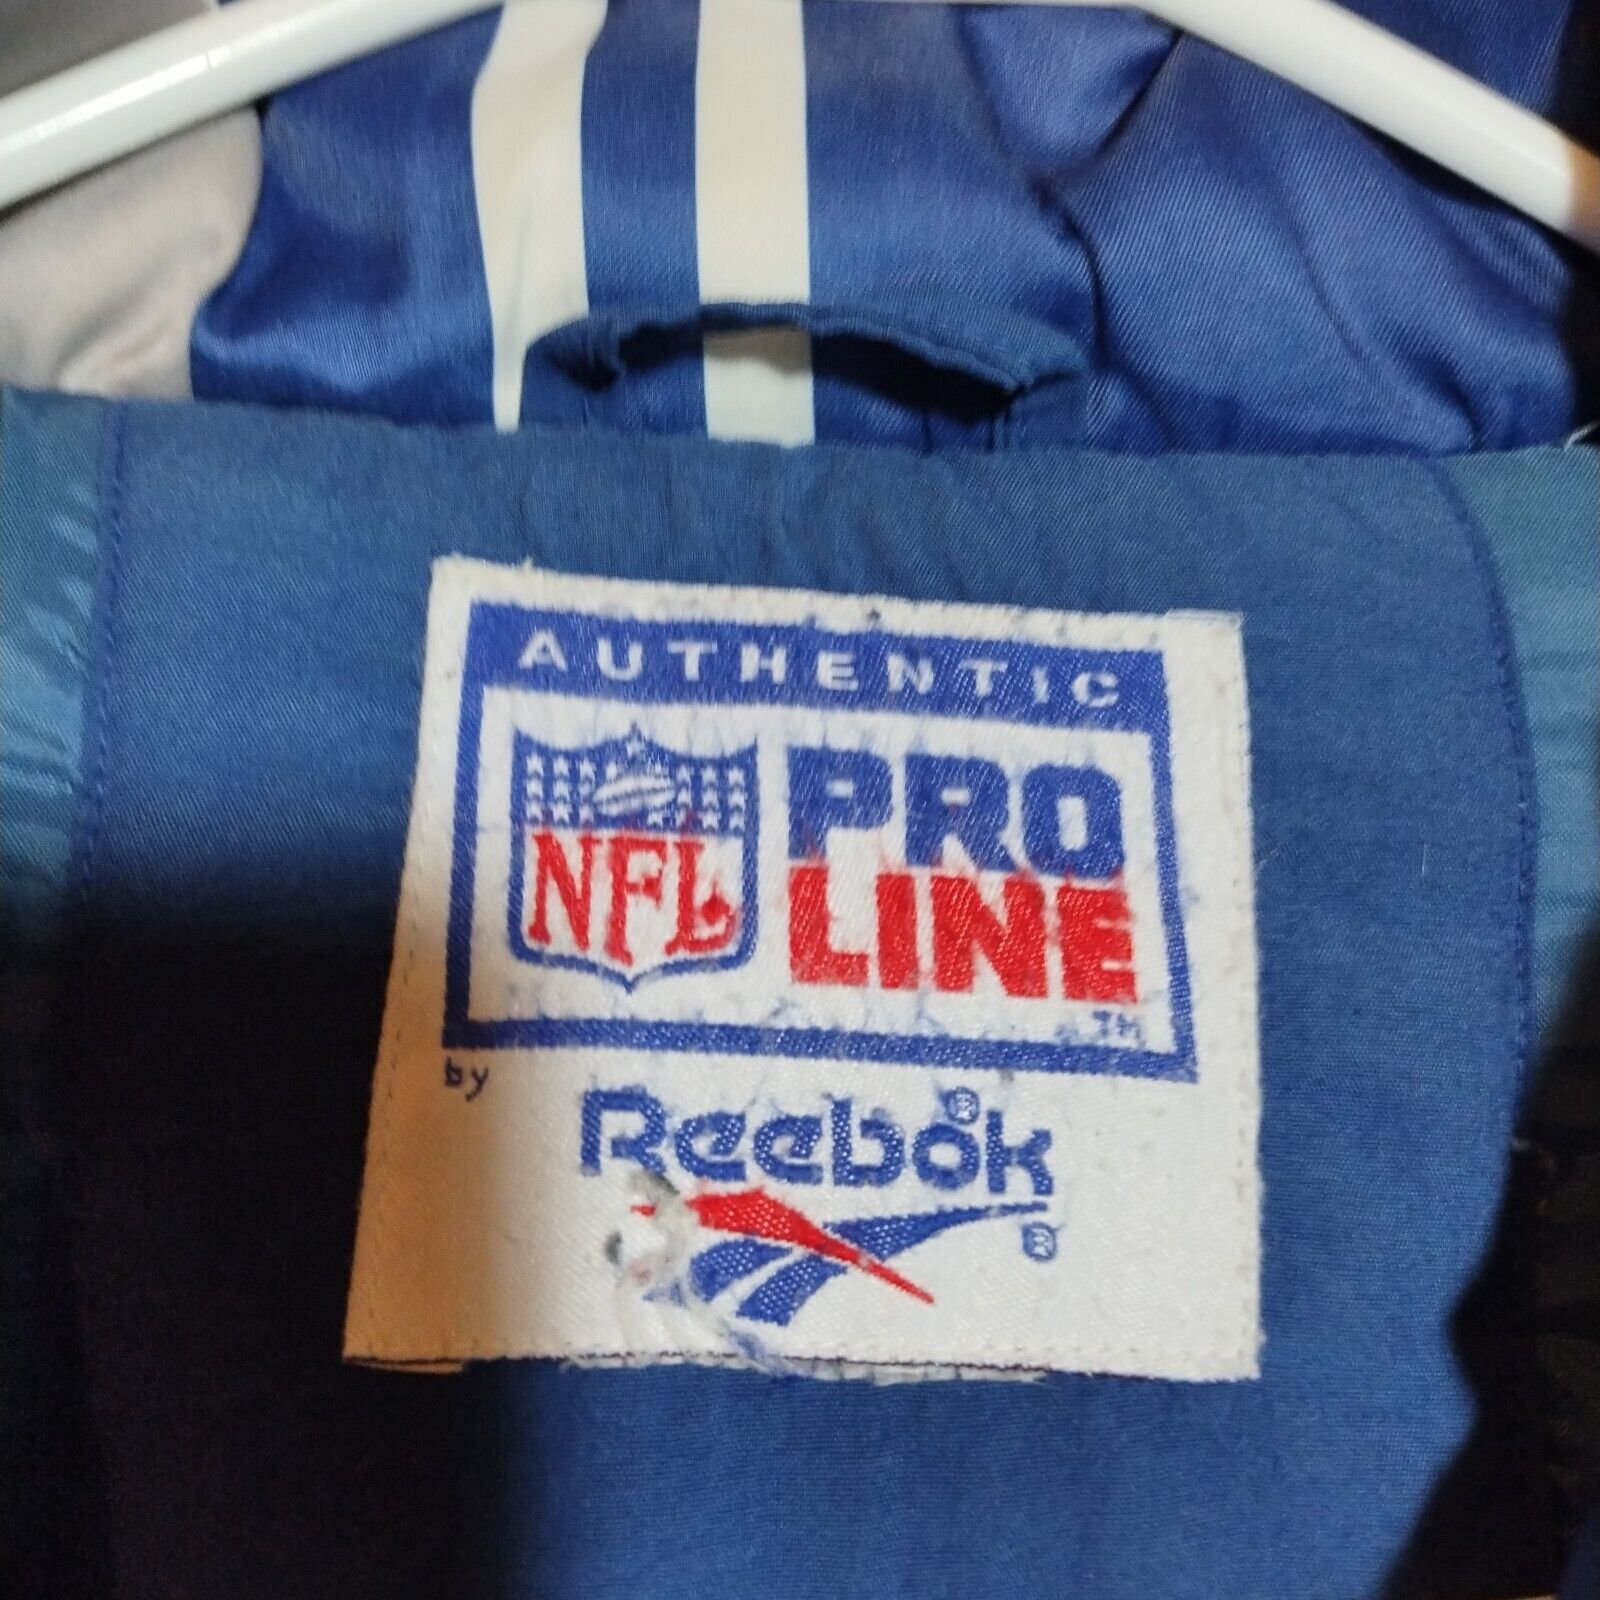 AUTHENTIC
NFL
PRO
LINE
TM
by
Reebok®
®